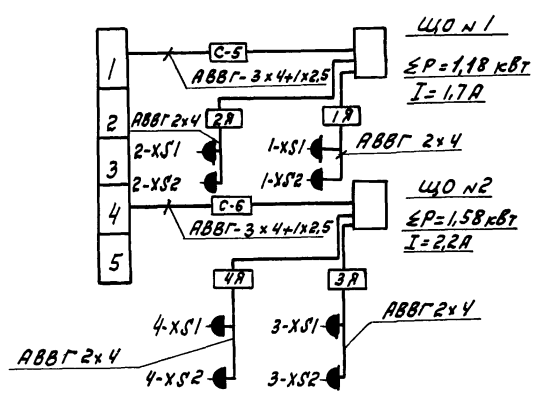 ЩО N 1
1
С-5
ΣР=1,18 кВт
АВВГ-3×4+1×2,5
I=1,7А
2
АВВГ 2×4
2Я
1Я
3
2-XS1
1-XS1
АВВГ 2×4
2-XS2
1-XS2
4
С-6
ЩО N2
АВВГ-3×4+1×2,5
ΣР=1,58 кВт
5
I=2,2А
4Я
3Я
4-XS1
3-XS1
АВВГ 2×4
АВВГ 2×4
4-XS2
3-XS2